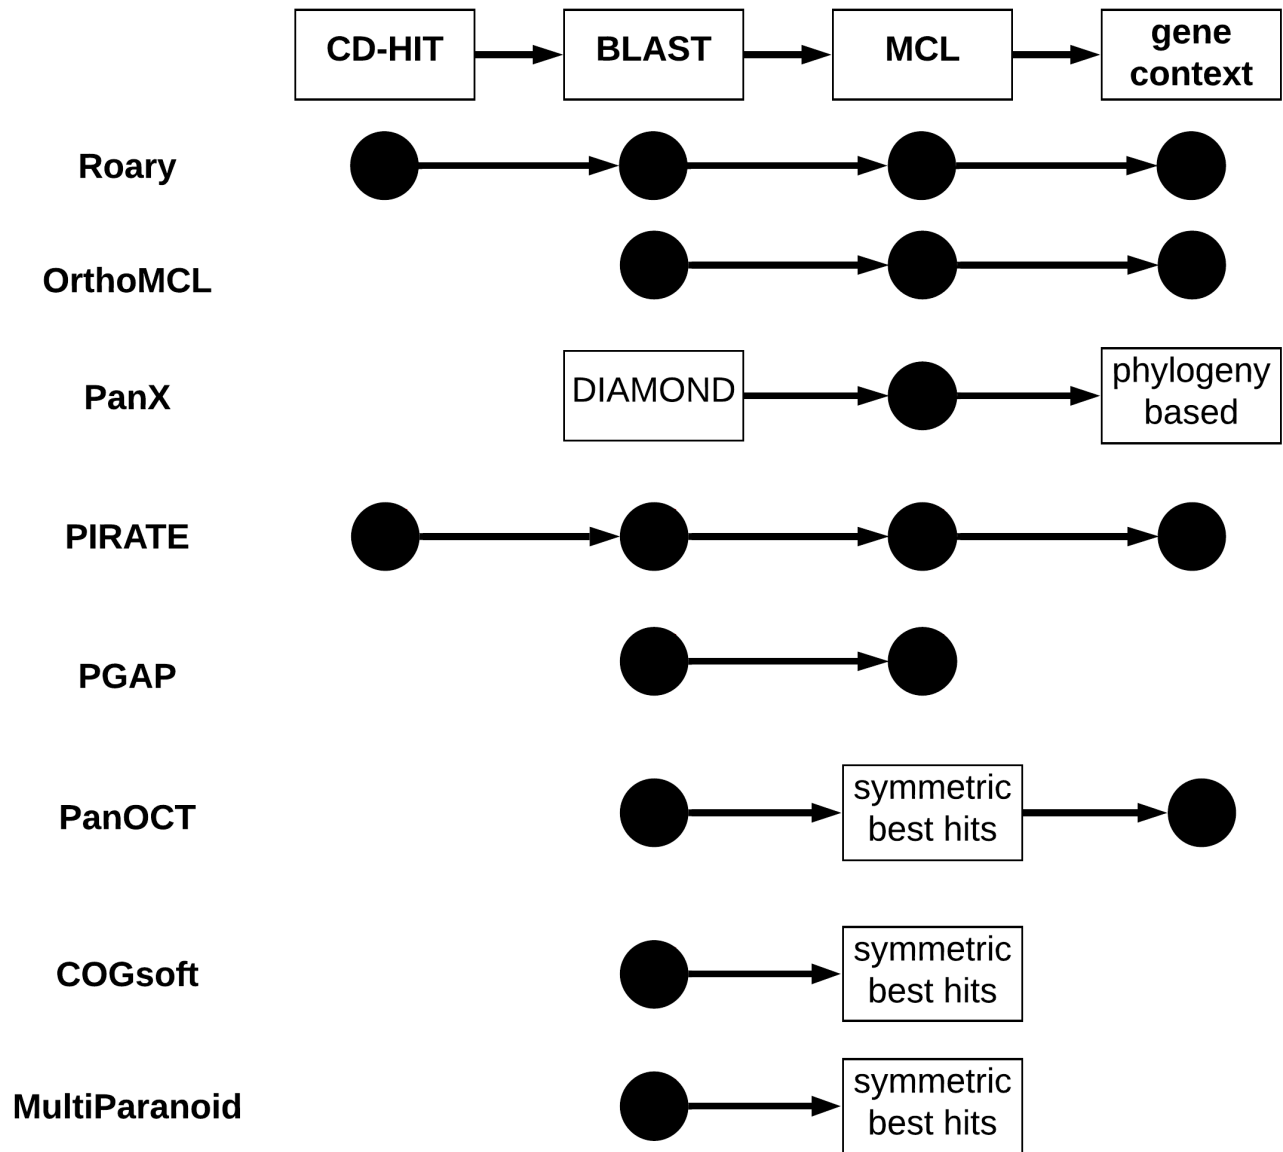 CD-HIT
BLAST
MCL
gene
context
Roary
OrthoMCL
PanX
DIAMOND
phylogeny
based
PIRATE
PGAP
PanOCT
symmetric
best hits
COGsoft
symmetric
best hits
MultiParanoid
symmetric
best hits